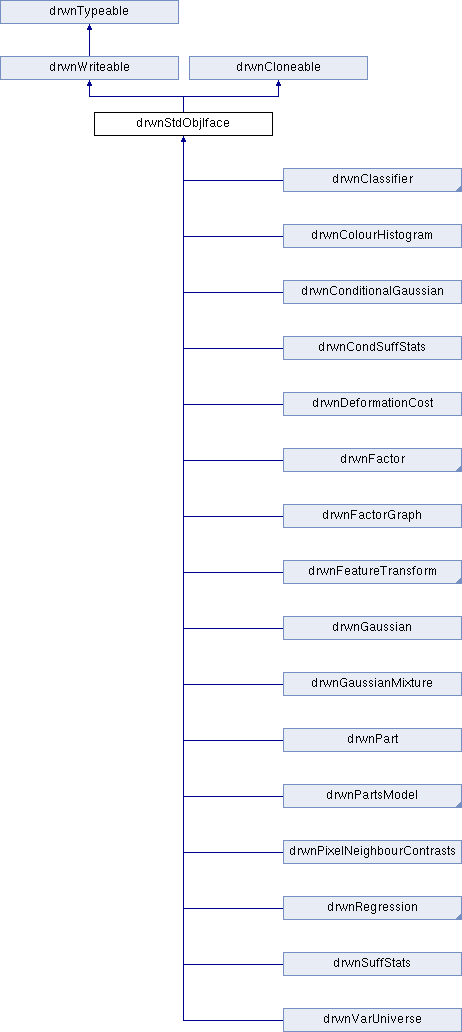 drwnTypeable
drwnWriteable
drwnCloneable
drwnStdObjIface
drwnClassifier
drwnColourHistogram
drwnConditionalGaussian
drwnCondSuffStats
drwnDeformationCost
drwnFactor
drwnFactorGraph
drwnFeatureTransform
drwnGaussian
drwnGaussianMixture
drwnPart
drwnPartsModel
drwnPixelNeighbourContrasts
drwnRegression
drwnSuffStats
drwnVarUniverse